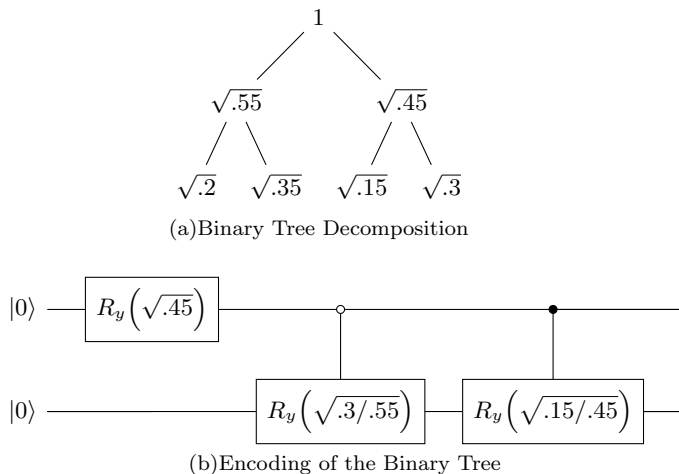 1
√.55 √.45
√.2 √.35 √.15 √.3
(a)Binary Tree Decomposition
|0⟩ R_y(√.45)
|0⟩ R_y(√.3/.55) R_y(√.15/.45)
(b)Encoding of the Binary Tree